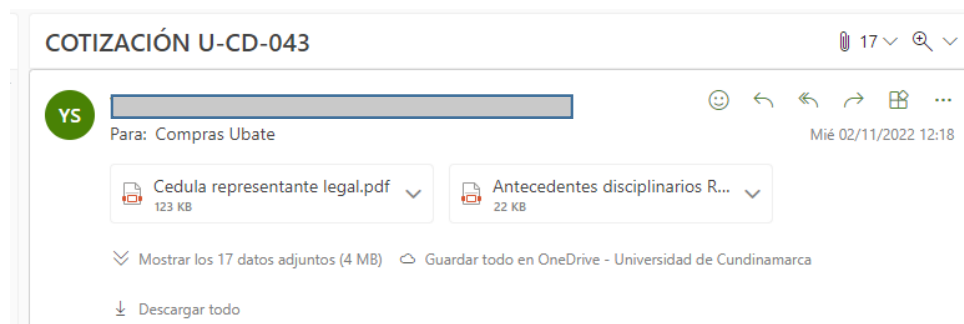 COTIZACIÓN U-CD-043
17
YS
Para: Compras Ubate
Mié 02/11/2022 12:18
Cedula representante legal.pdf
123 KB
Antecedentes disciplinarios R...
22 KB
Mostrar los 17 datos adjuntos (4 MB)
Guardar todo en OneDrive - Universidad de Cundinamarca
Descargar todo